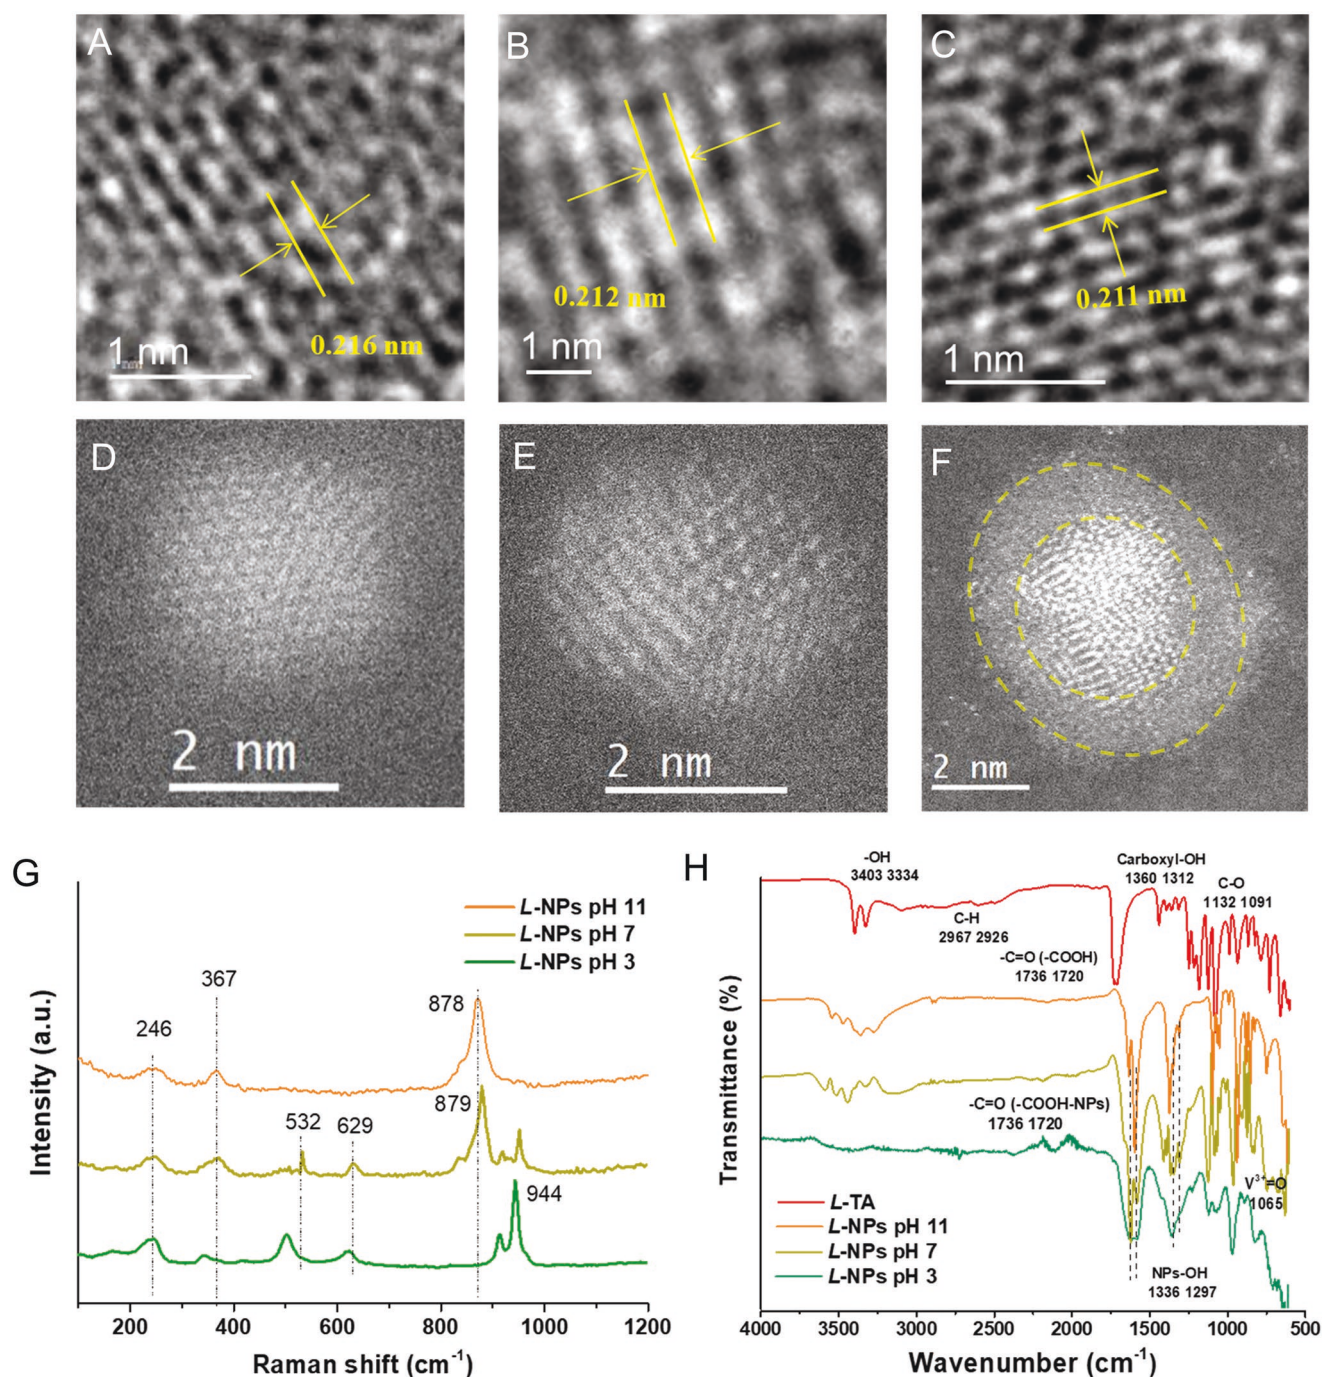 A
0.216 nm
1 nm
B
0.212 nm
1 nm
C
0.211 nm
1 nm
D
2 nm
E
2 nm
F
2 nm
G
L-NPs pH 11
L-NPs pH 7
L-NPs pH 3
246
367
878
879
532
629
944
Intensity (a.u.)
200
400
600
800
1000
1200
Raman shift (cm⁻¹)
H
-OH
3403 3334
C-H
2967 2926
Carboxyl-OH
1360 1312
C-O
1132 1091
-C=O (-COOH)
1736 1720
-C=O (-COOH-NPs)
1736 1720
V³⁺=O
1065
NPs-OH
1336 1297
L-TA
L-NPs pH 11
L-NPs pH 7
L-NPs pH 3
Transmittance (%)
4000
3500
3000
2500
2000
1500
1000
500
Wavenumber (cm⁻¹)